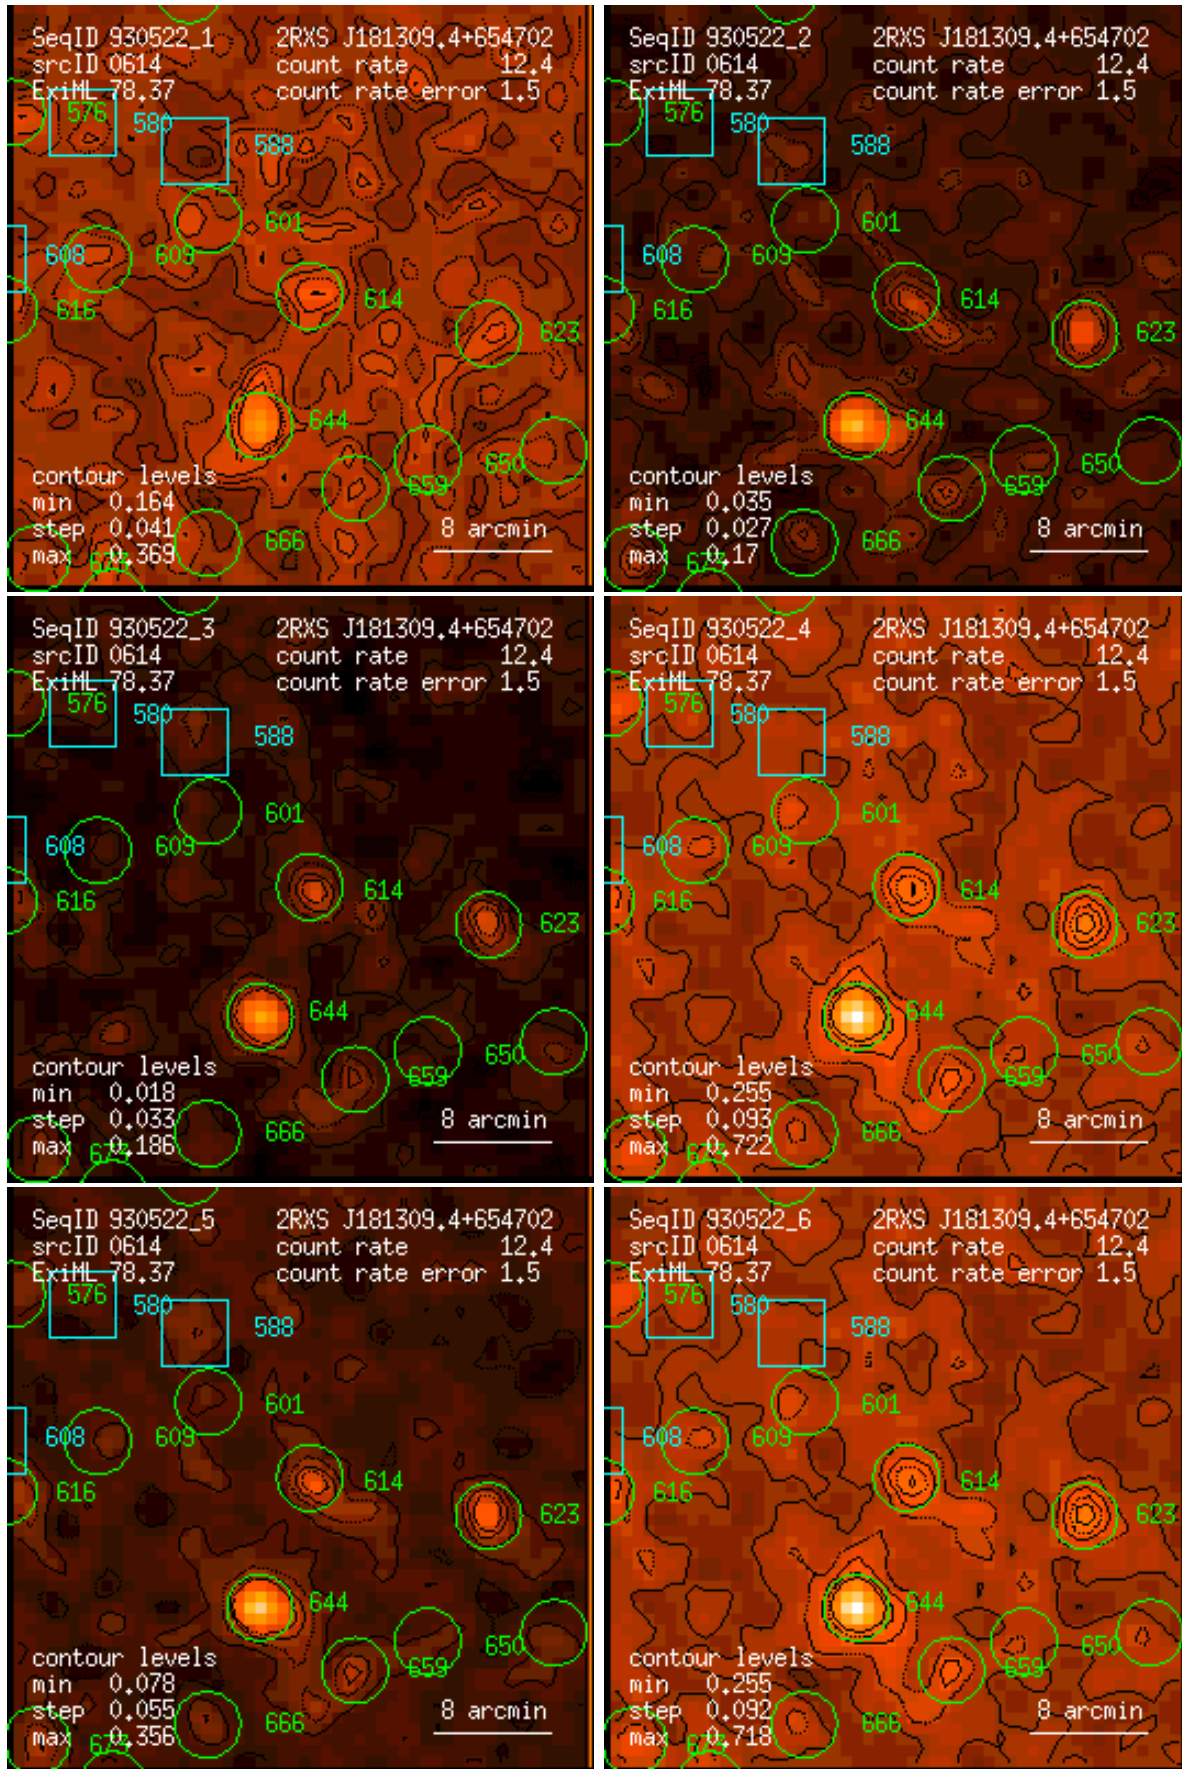 SeqID 930522_1 2RXS J181309.4+654702
srcID 0614 count rate 12.4
ExiML 78.37 count rate error 1.5
576
580
588
601
608
609
614
616
623
644
650
contour levels
659
min 0.164
step 0.041
8 arcmin
666
max 0.369
SeqID 930522_2 2RXS J181309.4+654702
srcID 0614 count rate 12.4
ExiML 78.37 count rate error 1.5
576
580
588
601
608
609
614
616
623
644
650
contour levels
659
min 0.035
step 0.027
8 arcmin
666
max 0.17
SeqID 930522_3 2RXS J181309.4+654702
srcID 0614 count rate 12.4
ExiML 78.37 count rate error 1.5
576
580
588
601
608
609
614
616
623
644
650
contour levels
659
min 0.018
step 0.033
8 arcmin
666
max 0.186
SeqID 930522_4 2RXS J181309.4+654702
srcID 0614 count rate 12.4
ExiML 78.37 count rate error 1.5
576
580
588
601
608
609
614
616
623
644
650
contour levels
659
min 0.255
step 0.093
8 arcmin
666
max 0.722
SeqID 930522_5 2RXS J181309.4+654702
srcID 0614 count rate 12.4
ExiML 78.37 count rate error 1.5
576
580
588
601
608
609
614
616
623
644
650
contour levels
659
min 0.078
step 0.055
8 arcmin
666
max 0.356
SeqID 930522_6 2RXS J181309.4+654702
srcID 0614 count rate 12.4
ExiML 78.37 count rate error 1.5
576
580
588
601
608
609
614
616
623
644
650
contour levels
659
min 0.255
step 0.092
8 arcmin
666
max 0.718